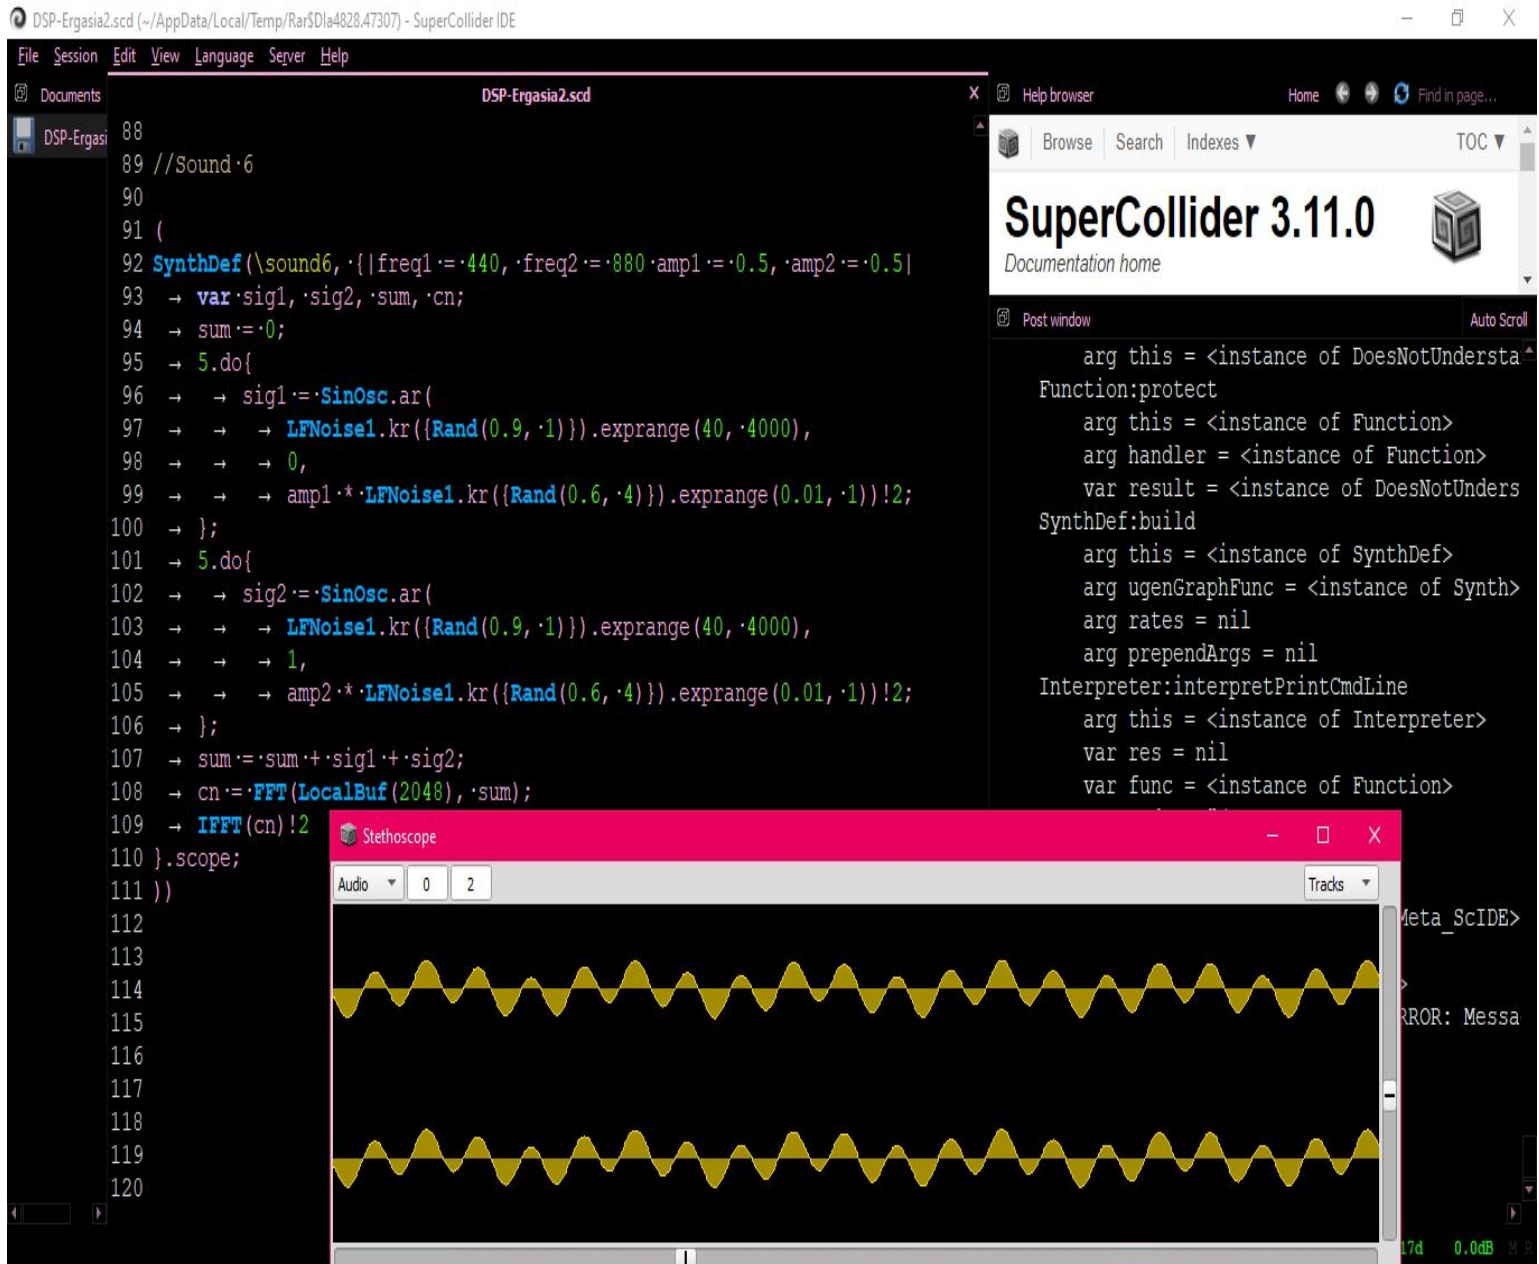 DSP-Ergasia2.scd (~/AppData/Local/Temp/Rar$DIa4828.47307) - SuperCollider IDE
File Session Edit View Language Server Help
Documents
DSP-Ergasi
DSP-Ergasia2.scd
88
89 //Sound 6
90
91 (
92 SynthDef(\sound6, {|freq1 = 440, freq2 = 880 amp1 = 0.5, amp2 = 0.5|
93 → var sig1, sig2, sum, cn;
94 → sum = 0;
95 → 5.do{
96 → → sig1 = SinOsc.ar(
97 → → → LFNoise1.kr({Rand(0.9, 1)}).exprange(40, 4000),
98 → → → 0,
99 → → → amp1 * LFNoise1.kr({Rand(0.6, 4)}).exprange(0.01, 1))!2;
100 → };
101 → 5.do{
102 → → sig2 = SinOsc.ar(
103 → → → LFNoise1.kr({Rand(0.9, 1)}).exprange(40, 4000),
104 → → → 1,
105 → → → amp2 * LFNoise1.kr({Rand(0.6, 4)}).exprange(0.01, 1))!2;
106 → };
107 → sum = sum + sig1 + sig2;
108 → cn = FFT(LocalBuf(2048), sum);
109 → IFFT(cn)!2
110 }.scope;
111 ))
112
113
114
115
116
117
118
119
120
Help browser Home Find in page...
Browse Search Indexes ▼ TOC ▼
SuperCollider 3.11.0
Documentation home
Post window Auto Scroll
arg this = <instance of DoesNotUndersta
Function:protect
arg this = <instance of Function>
arg handler = <instance of Function>
var result = <instance of DoesNotUnders
SynthDef:build
arg this = <instance of SynthDef>
arg ugenGraphFunc = <instance of Synth>
arg rates = nil
arg prependArgs = nil
Interpreter:interpretPrintCmdLine
arg this = <instance of Interpreter>
var res = nil
var func = <instance of Function>
Meta_ScIDE>
>
RROR: Messa
Stethoscope
Audio 0 2 Tracks
17d 0.0dB M R